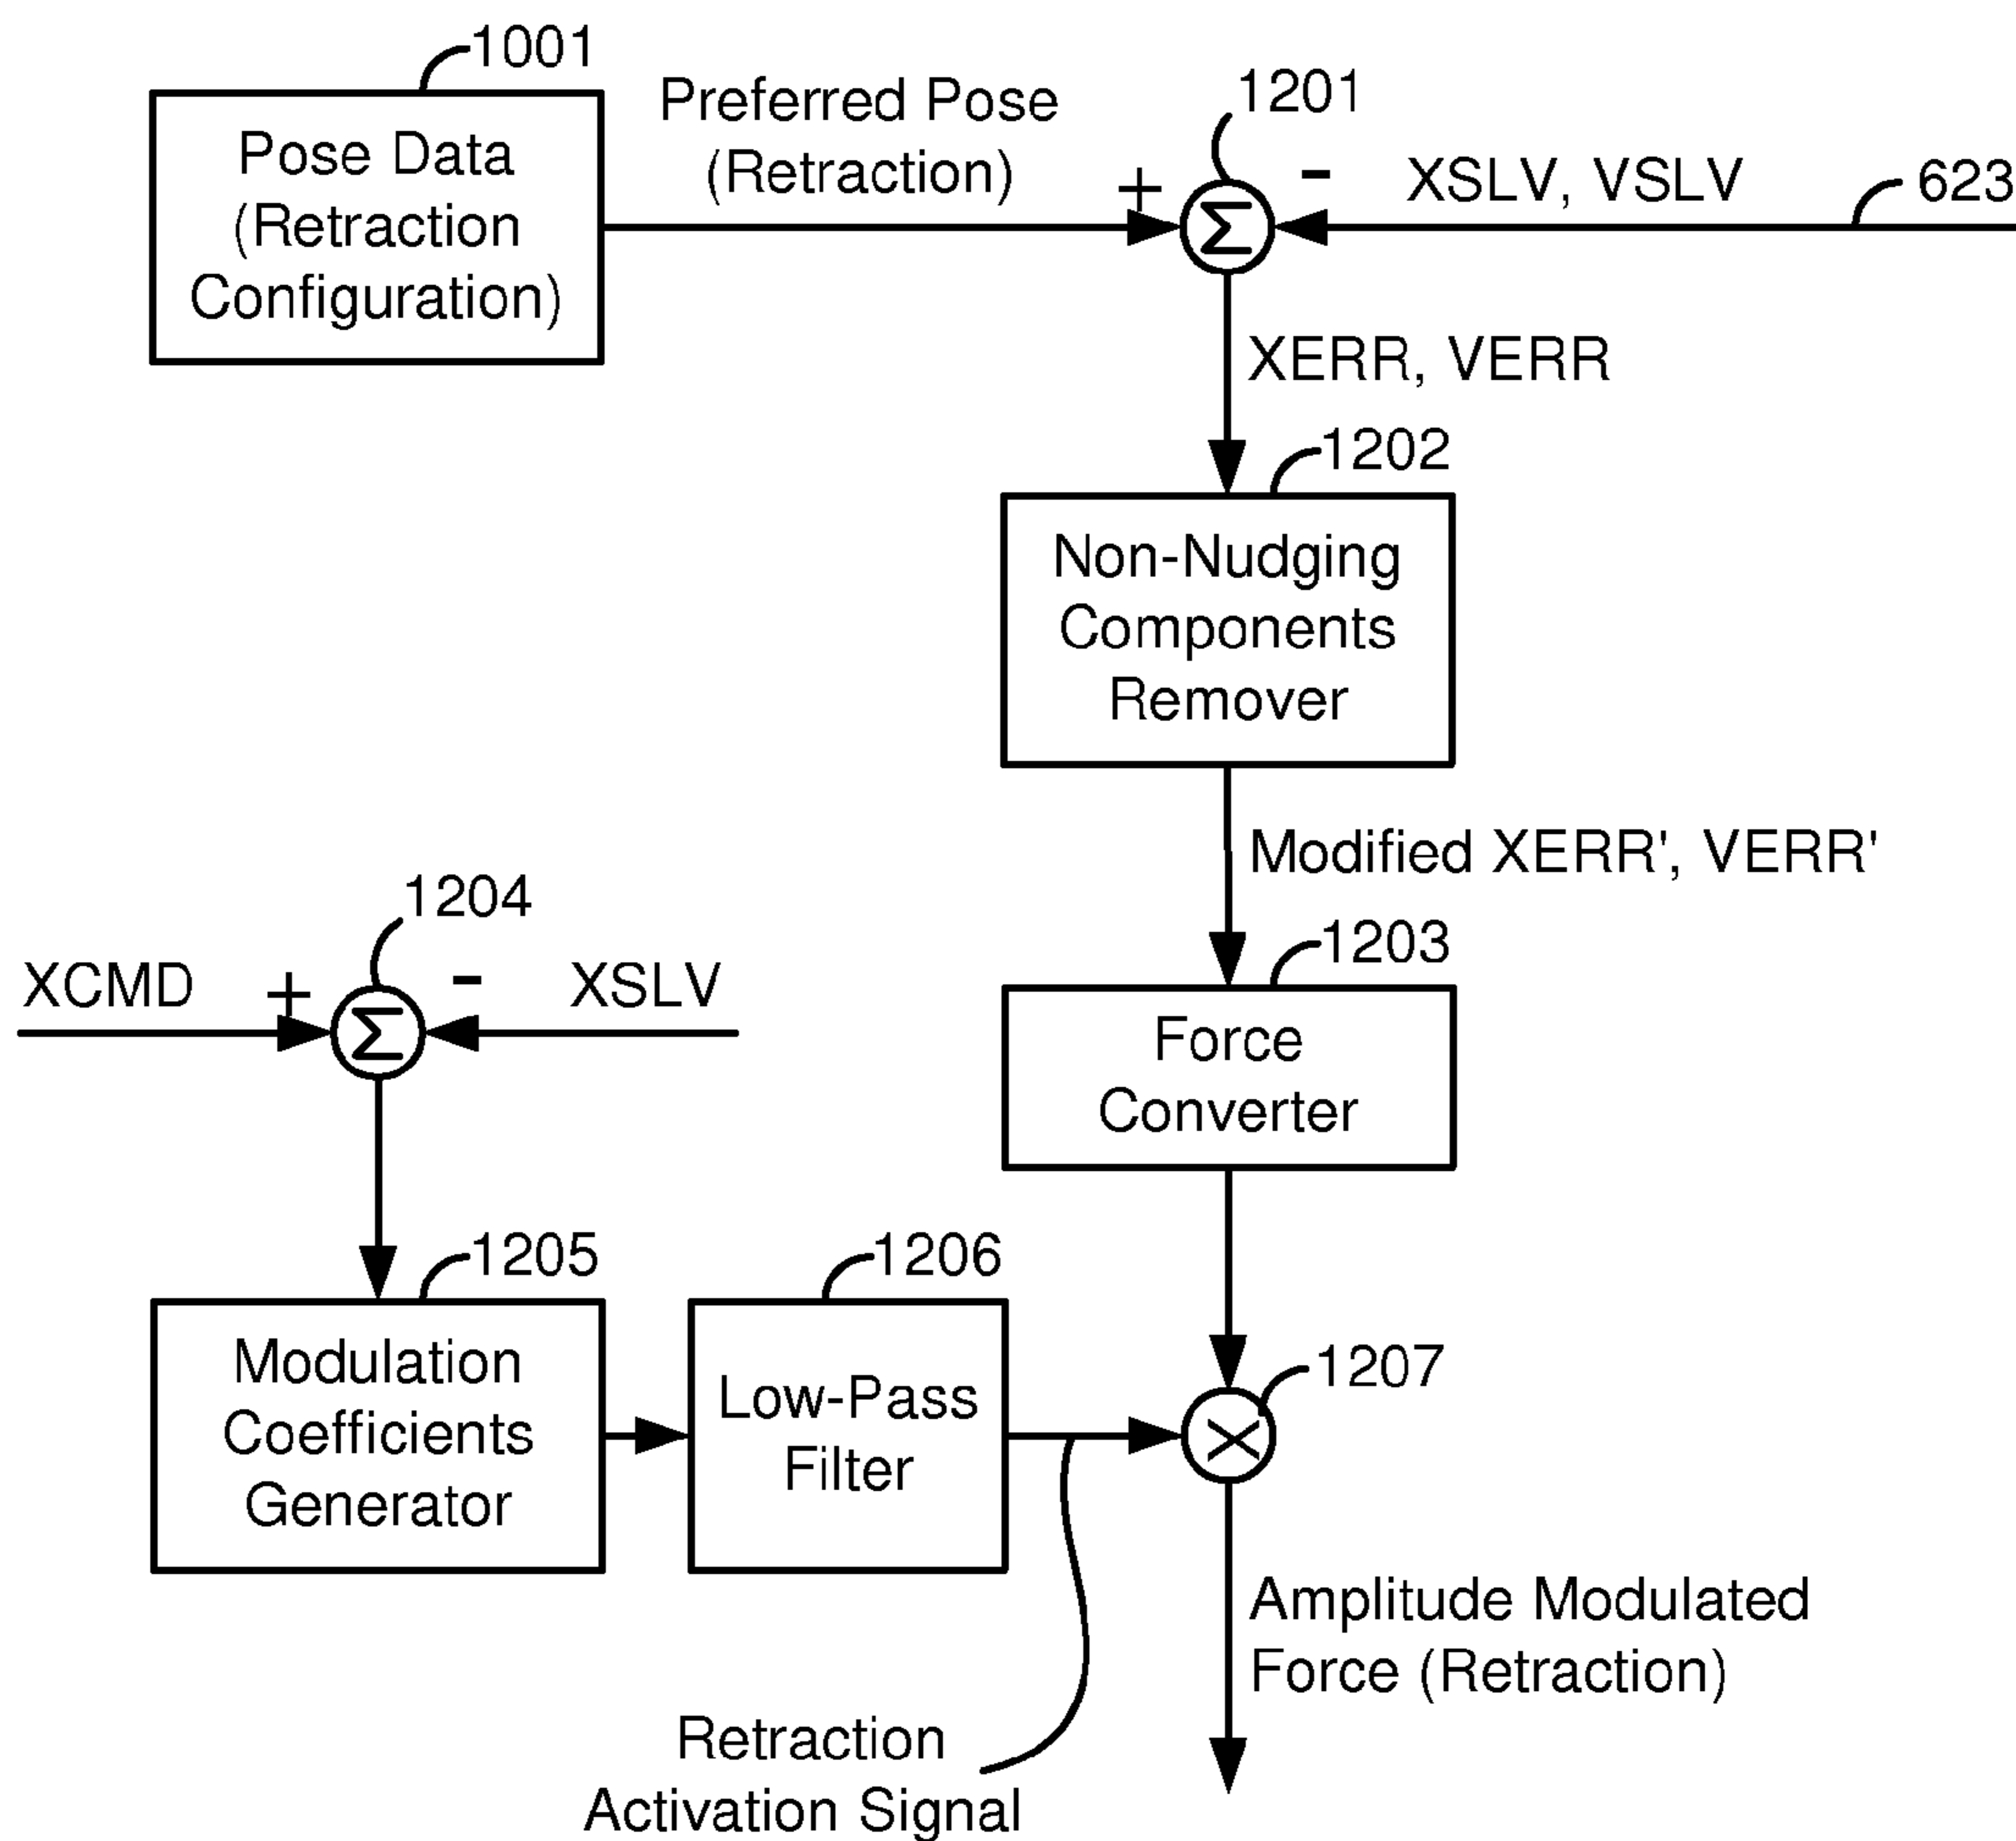 1001
Pose Data
(Retraction
Configuration)
Preferred Pose
(Retraction)
1201
+
-
Σ
XSLV, VSLV
623
XERR, VERR
1202
Non-Nudging
Components
Remover
Modified XERR', VERR'
1203
Force
Converter
1204
XCMD
+
-
Σ
XSLV
1205
Modulation
Coefficients
Generator
1206
Low-Pass
Filter
1207
X
Retraction
Activation Signal
Amplitude Modulated
Force (Retraction)